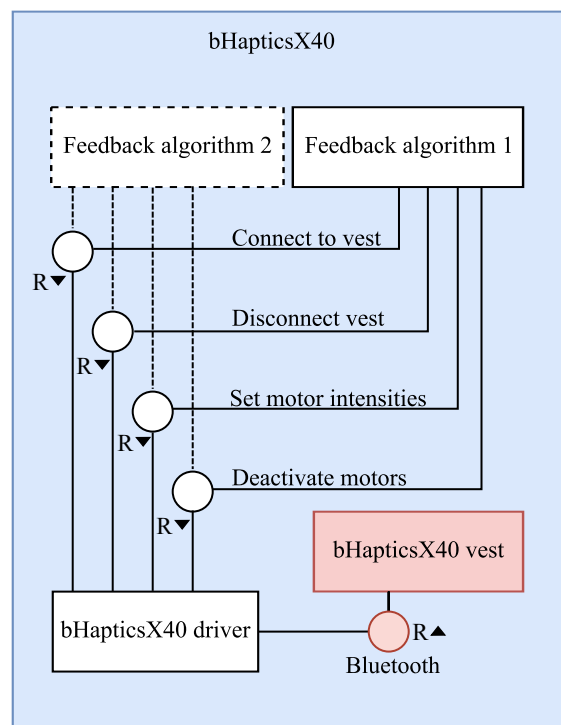 bHapticsX40
Feedback algorithm 2
Feedback algorithm 1
Connect to vest
R
Disconnect vest
R
Set motor intensities
R
Deactivate motors
R
bHapticsX40 vest
bHapticsX40 driver
R
Bluetooth